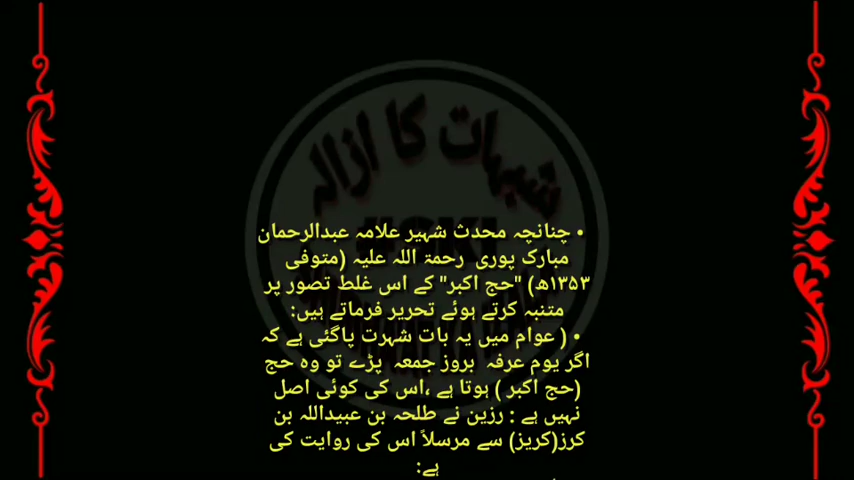 شبہات کا ازالہ
• چنانچہ محدث شہیر علامہ عبدالرحمان
مبارک پوری رحمۃ اللہ علیہ (متوفی
۱۳۵۳ھ) "حج اکبر" کے اس غلط تصور پر
متنبہ کرتے ہوئے تحریر فرماتے ہیں:
• ( عوام میں یہ بات شہرت پاگئی ہے کہ
اگر یوم عرفہ بروز جمعہ پڑے تو وہ حج
(حج اکبر ) ہوتا ہے ،اس کی کوئی اصل
نہیں ہے : رزین نے طلحہ بن عبیداللہ بن
کرز(کریز) سے مرسلاً اس کی روایت کی
ہے: